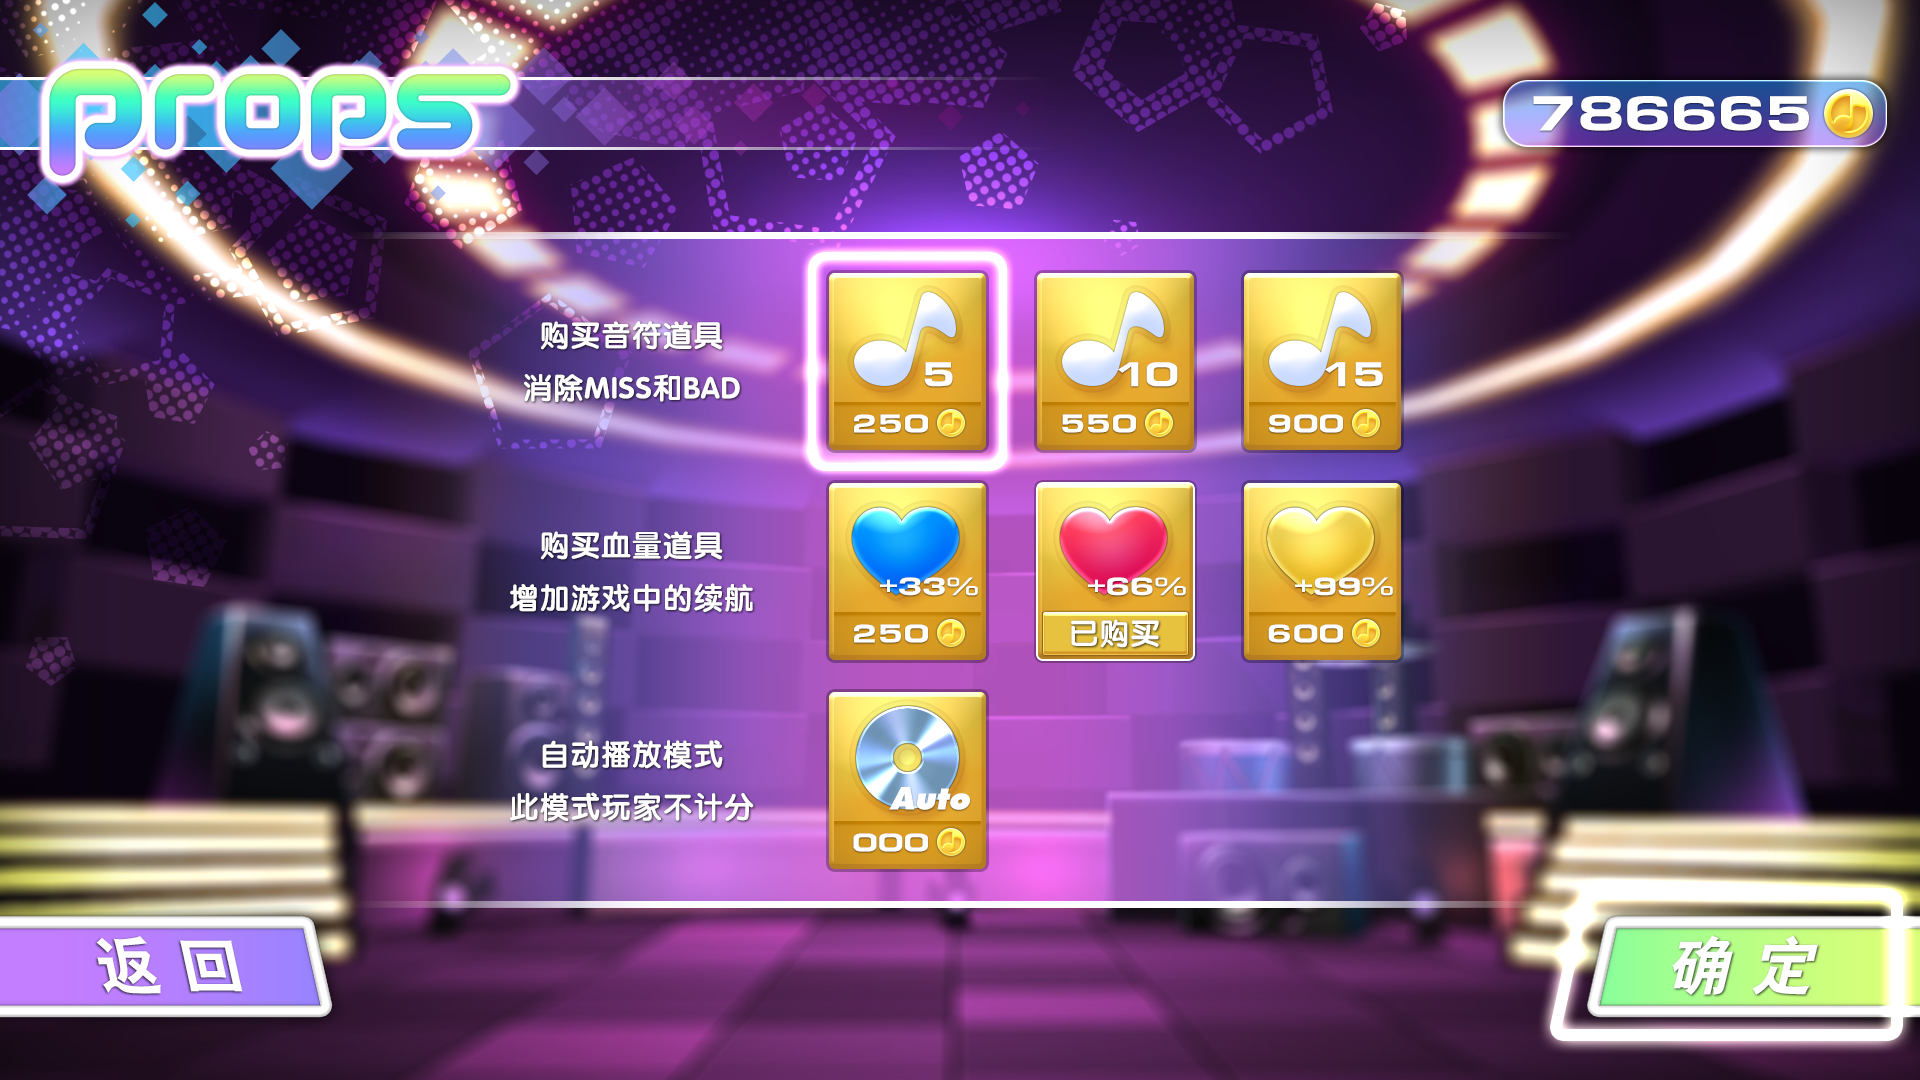 props
786665
购买音符道具
消除MISS和BAD
5
10
15
250
550
900
购买血量道具
增加游戏中的续航
+33%
+66%
+99%
250
已购买
600
自动播放模式
此模式玩家不计分
Auto
000
返回
确定